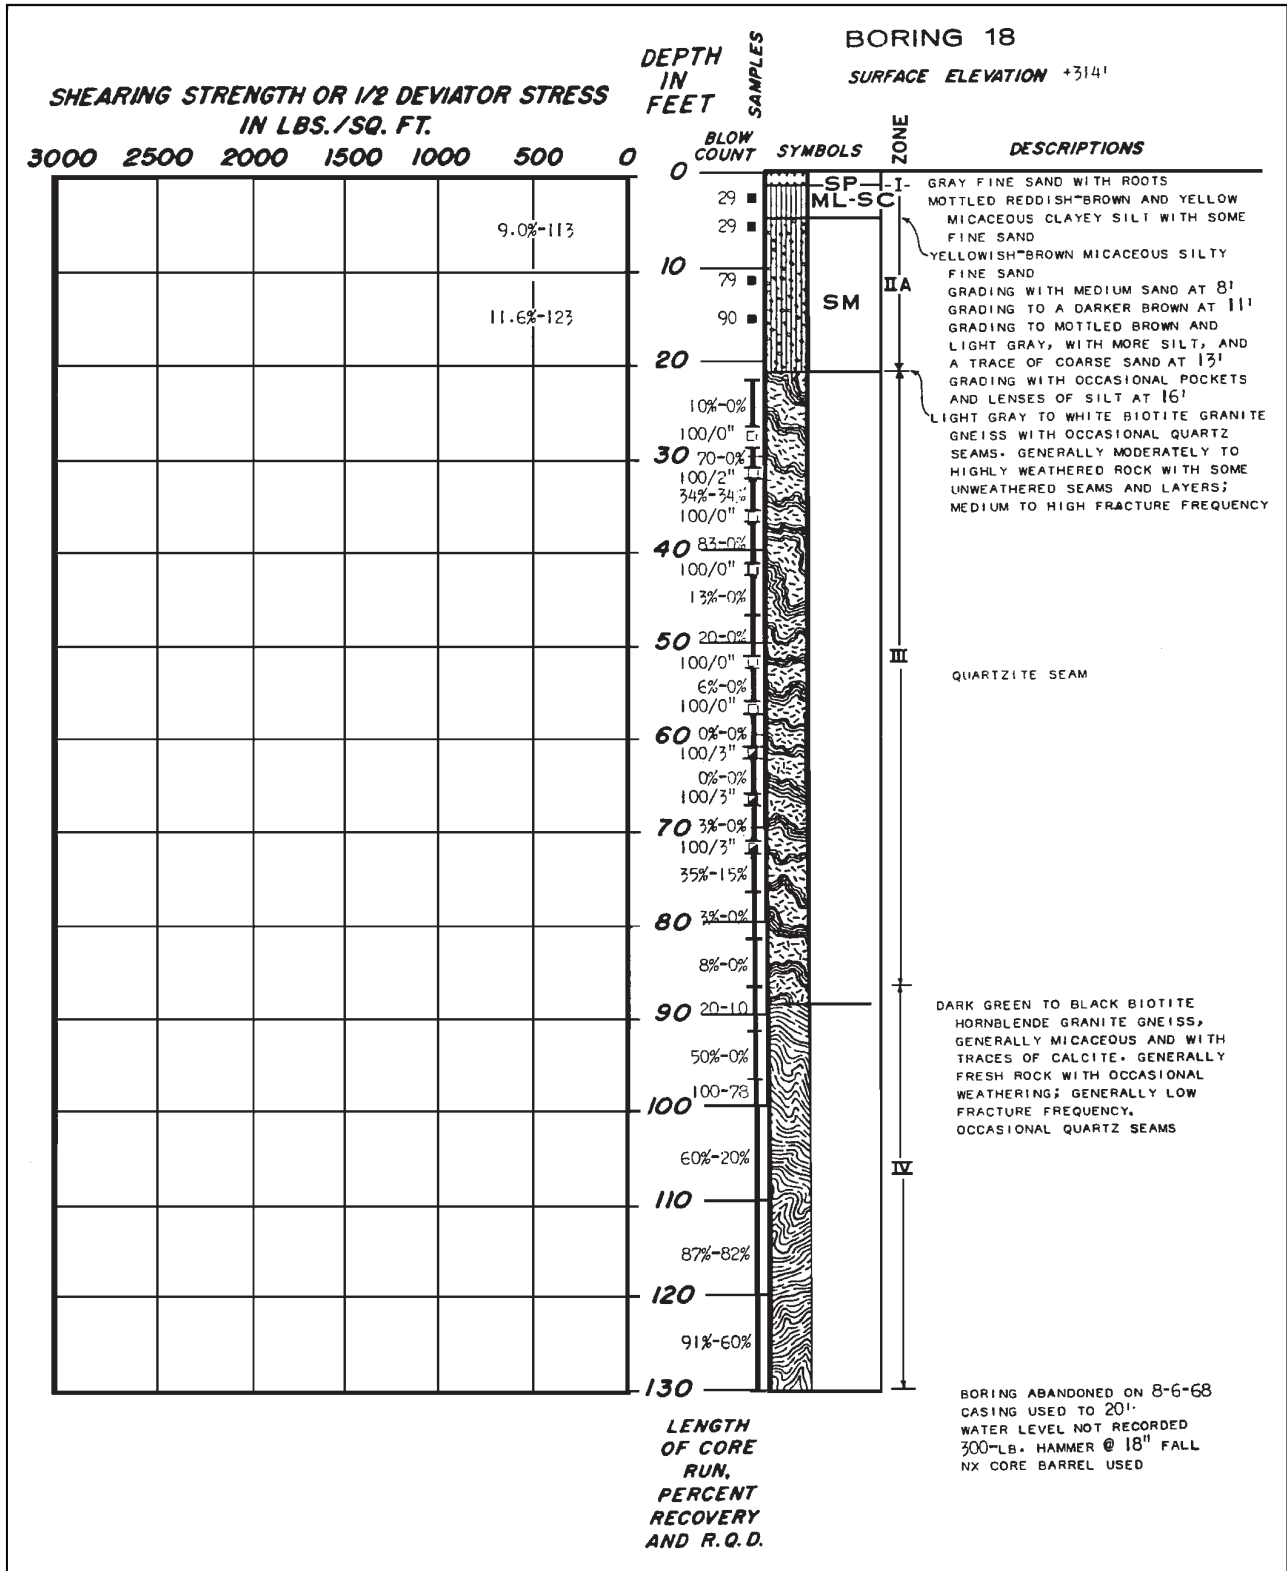 BORING 18
SURFACE ELEVATION +314'
SHEARING STRENGTH OR 1/2 DEVIATOR STRESS
IN LBS./SQ. FT.
3000 2500 2000 1500 1000 500 0
DEPTH
IN
FEET
SAMPLES
BLOW
COUNT
SYMBOLS
ZONE
DESCRIPTIONS
0
SP
I
GRAY FINE SAND WITH ROOTS
29
ML-SC
MOTTLED REDDISH-BROWN AND YELLOW
MICACEOUS CLAYEY SILT WITH SOME
FINE SAND
9.0%-113
29
YELLOWISH-BROWN MICACEOUS SILTY
FINE SAND
10
79
IIA
GRADING WITH MEDIUM SAND AT 8'
SM
GRADING TO A DARKER BROWN AT 11'
11.6%-123
90
GRADING TO MOTTLED BROWN AND
LIGHT GRAY, WITH MORE SILT, AND
A TRACE OF COARSE SAND AT 13'
20
GRADING WITH OCCASIONAL POCKETS
AND LENSES OF SILT AT 16'
10%-0%
LIGHT GRAY TO WHITE BIOTITE GRANITE
GNEISS WITH OCCASIONAL QUARTZ
SEAMS. GENERALLY MODERATELY TO
HIGHLY WEATHERED ROCK WITH SOME
UNWEATHERED SEAMS AND LAYERS;
MEDIUM TO HIGH FRACTURE FREQUENCY
100/0"
30 70-0%
100/2"
34%-34%
100/0"
40 83-0%
100/0"
13%-0%
50 20-0%
III
100/0"
QUARTZITE SEAM
6%-0%
100/0"
60 0%-0%
100/3"
0%-0%
100/3"
70 3%-0%
100/3"
35%-15%
80 3%-0%
8%-0%
90 20-10
DARK GREEN TO BLACK BIOTITE
HORNBLENDE GRANITE GNEISS,
GENERALLY MICACEOUS AND WITH
TRACES OF CALCITE. GENERALLY
FRESH ROCK WITH OCCASIONAL
WEATHERING; GENERALLY LOW
FRACTURE FREQUENCY.
OCCASIONAL QUARTZ SEAMS
50%-0%
100-78
100
60%-20%
IV
110
87%-82%
120
91%-60%
130
BORING ABANDONED ON 8-6-68
CASING USED TO 20'.
WATER LEVEL NOT RECORDED
300-LB. HAMMER @ 18" FALL
NX CORE BARREL USED
LENGTH
OF CORE
RUN,
PERCENT
RECOVERY
AND R.Q.D.